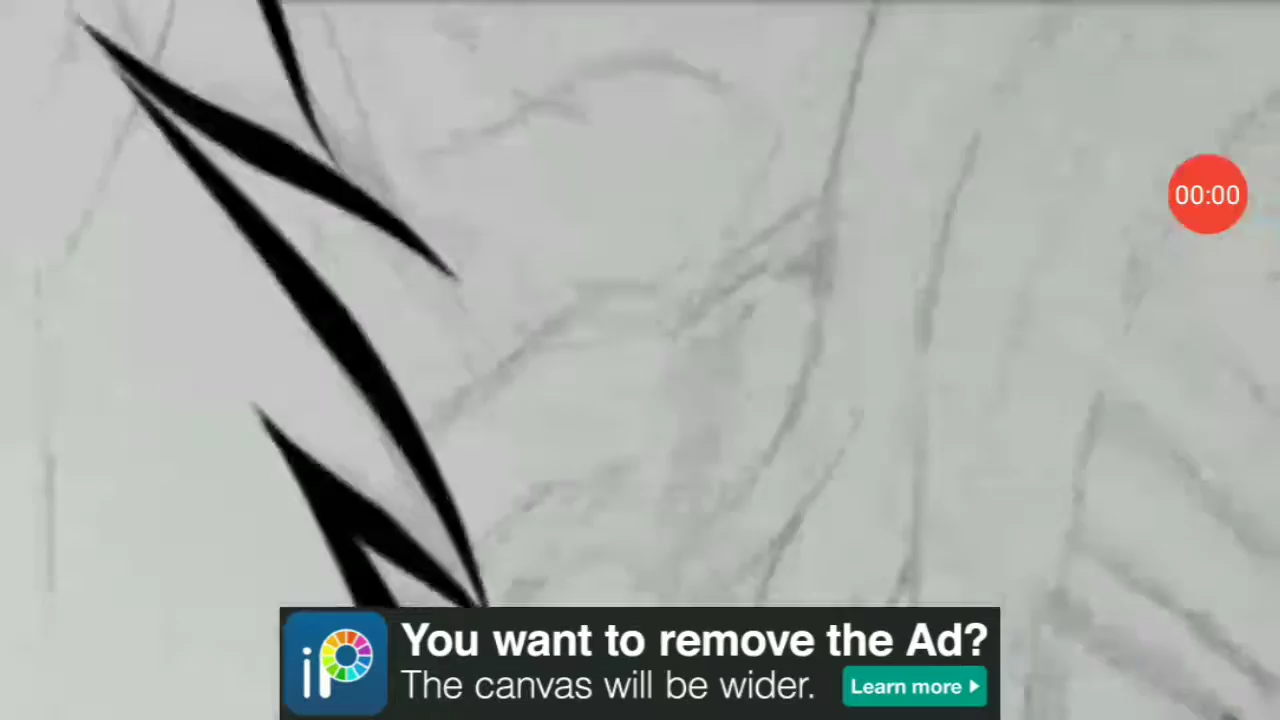 00:00
You want to remove the Ad?
The canvas will be wider.
Learn more